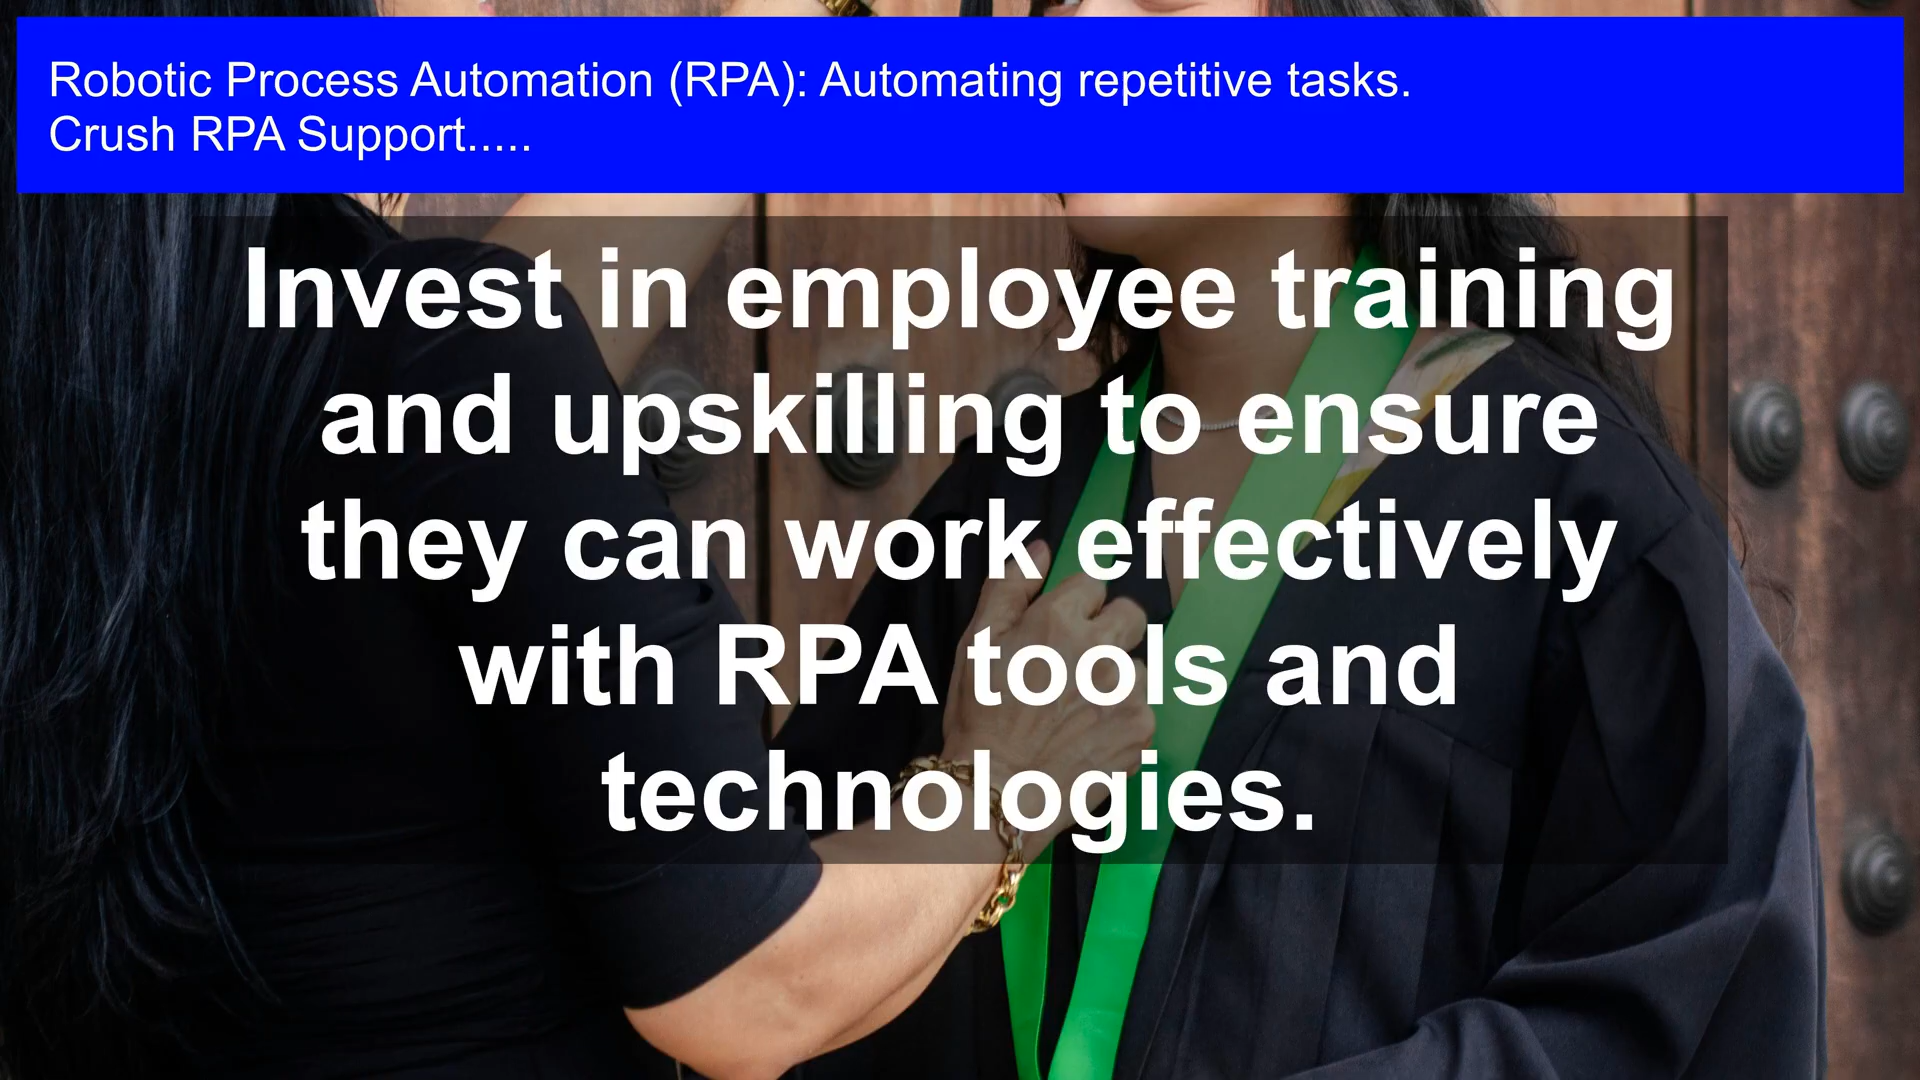 Robotic Process Automation (RPA): Automating repetitive tasks.
Crush RPA Support.....
Invest in employee training
and upskilling to ensure
they can work effectively
with RPA tools and
technologies.